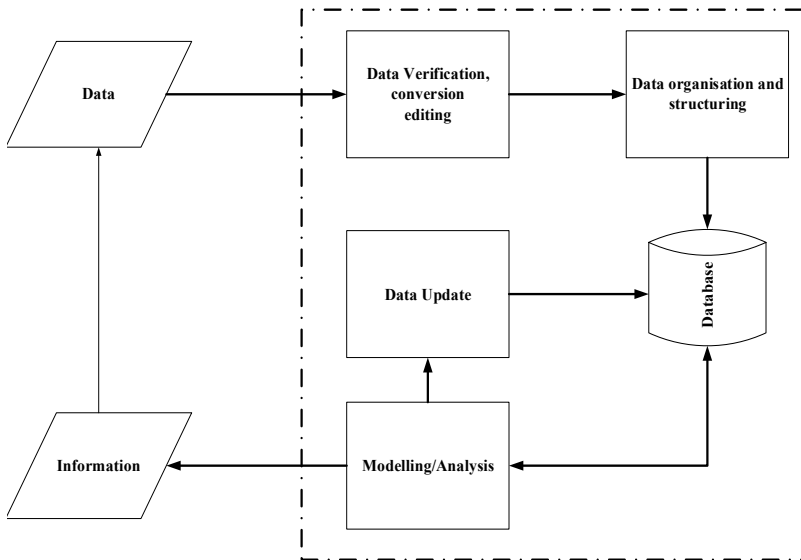 Data
Data Verification,
conversion
editing
Data organisation and
structuring
Data Update
Database
Information
Modelling/Analysis